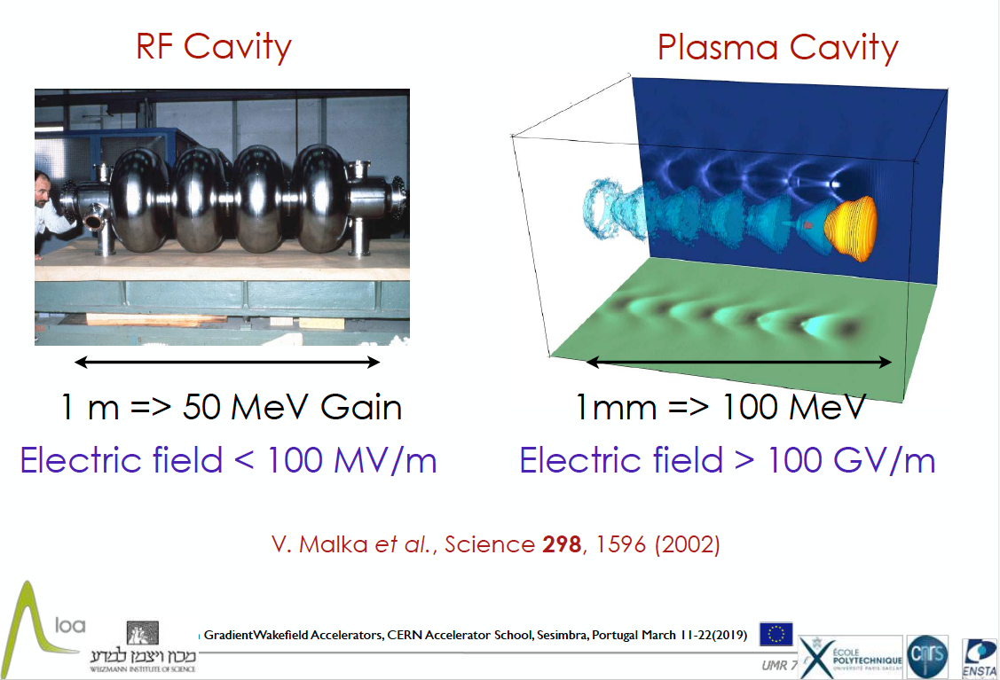 RF Cavity
Plasma Cavity
1 m => 50 MeV Gain
Electric field < 100 MV/m
1mm => 100 MeV
Electric field > 100 GV/m
V. Malka et al., Science 298, 1596 (2002)
loa
מכון ויצמן למדע
WEIZMANN INSTITUTE OF SCIENCE
GradientWakefield Accelerators, CERN Accelerator School, Sesimbra, Portugal March 11-22(2019)
UMR 7
ÉCOLE
POLYTECHNIQUE
UNIVERSITÉ PARIS-SACLAY
cnrs
ENSTA